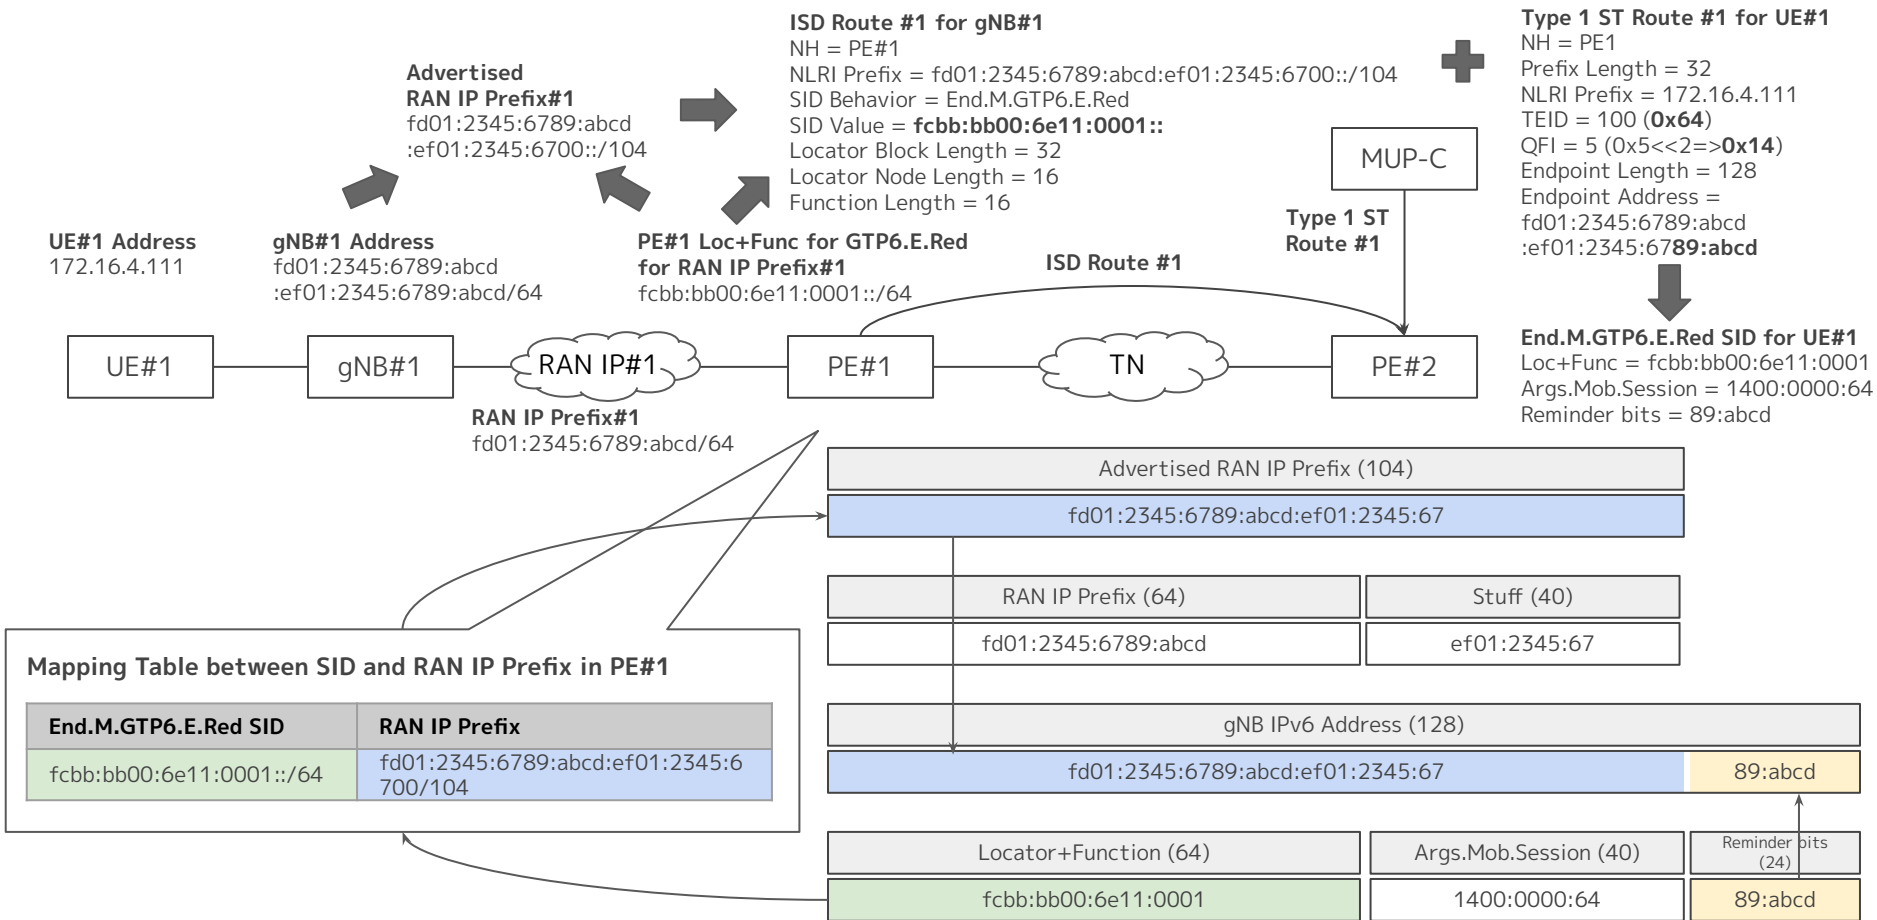 ISD Route #1 for gNB#1
NH = PE#1
NLRI Prefix = fd01:2345:6789:abcd:ef01:2345:6700::/104
SID Behavior = End.M.GTP6.E.Red
SID Value = fcbb:bb00:6e11:0001::
Locator Block Length = 32
Locator Node Length = 16
Function Length = 16
Type 1 ST Route #1 for UE#1
NH = PE1
Prefix Length = 32
NLRI Prefix = 172.16.4.111
TEID = 100 (0x64)
QFI = 5 (0x5<<2=>0x14)
Endpoint Length = 128
Endpoint Address =
fd01:2345:6789:abcd
:ef01:2345:6789:abcd
Advertised
RAN IP Prefix#1
fd01:2345:6789:abcd
:ef01:2345:6700::/104
MUP-C
Type 1 ST
Route #1
UE#1 Address
172.16.4.111
gNB#1 Address
fd01:2345:6789:abcd
:ef01:2345:6789:abcd/64
PE#1 Loc+Func for GTP6.E.Red
for RAN IP Prefix#1
fcbb:bb00:6e11:0001::/64
ISD Route #1
UE#1
gNB#1
RAN IP#1
PE#1
TN
PE#2
End.M.GTP6.E.Red SID for UE#1
Loc+Func = fcbb:bb00:6e11:0001
Args.Mob.Session = 1400:0000:64
Reminder bits = 89:abcd
RAN IP Prefix#1
fd01:2345:6789:abcd/64
Advertised RAN IP Prefix (104)
fd01:2345:6789:abcd:ef01:2345:67
RAN IP Prefix (64)
Stuff (40)
fd01:2345:6789:abcd
ef01:2345:67
Mapping Table between SID and RAN IP Prefix in PE#1
End.M.GTP6.E.Red SID
RAN IP Prefix
fcbb:bb00:6e11:0001::/64
fd01:2345:6789:abcd:ef01:2345:6
700/104
gNB IPv6 Address (128)
fd01:2345:6789:abcd:ef01:2345:67
89:abcd
Locator+Function (64)
Args.Mob.Session (40)
Reminder bits
(24)
fcbb:bb00:6e11:0001
1400:0000:64
89:abcd